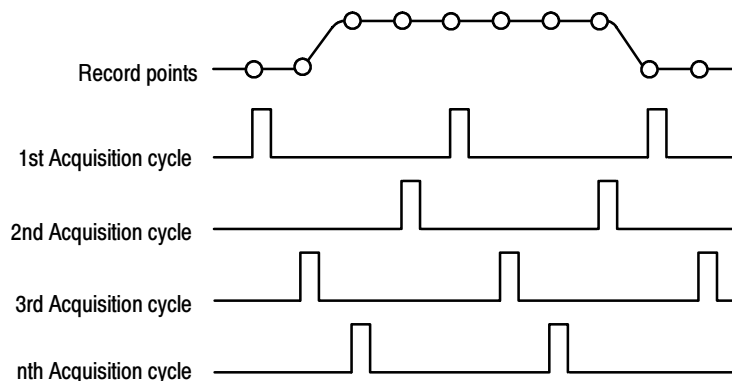 Record points
1st Acquisition cycle
2nd Acquisition cycle
3rd Acquisition cycle
nth Acquisition cycle